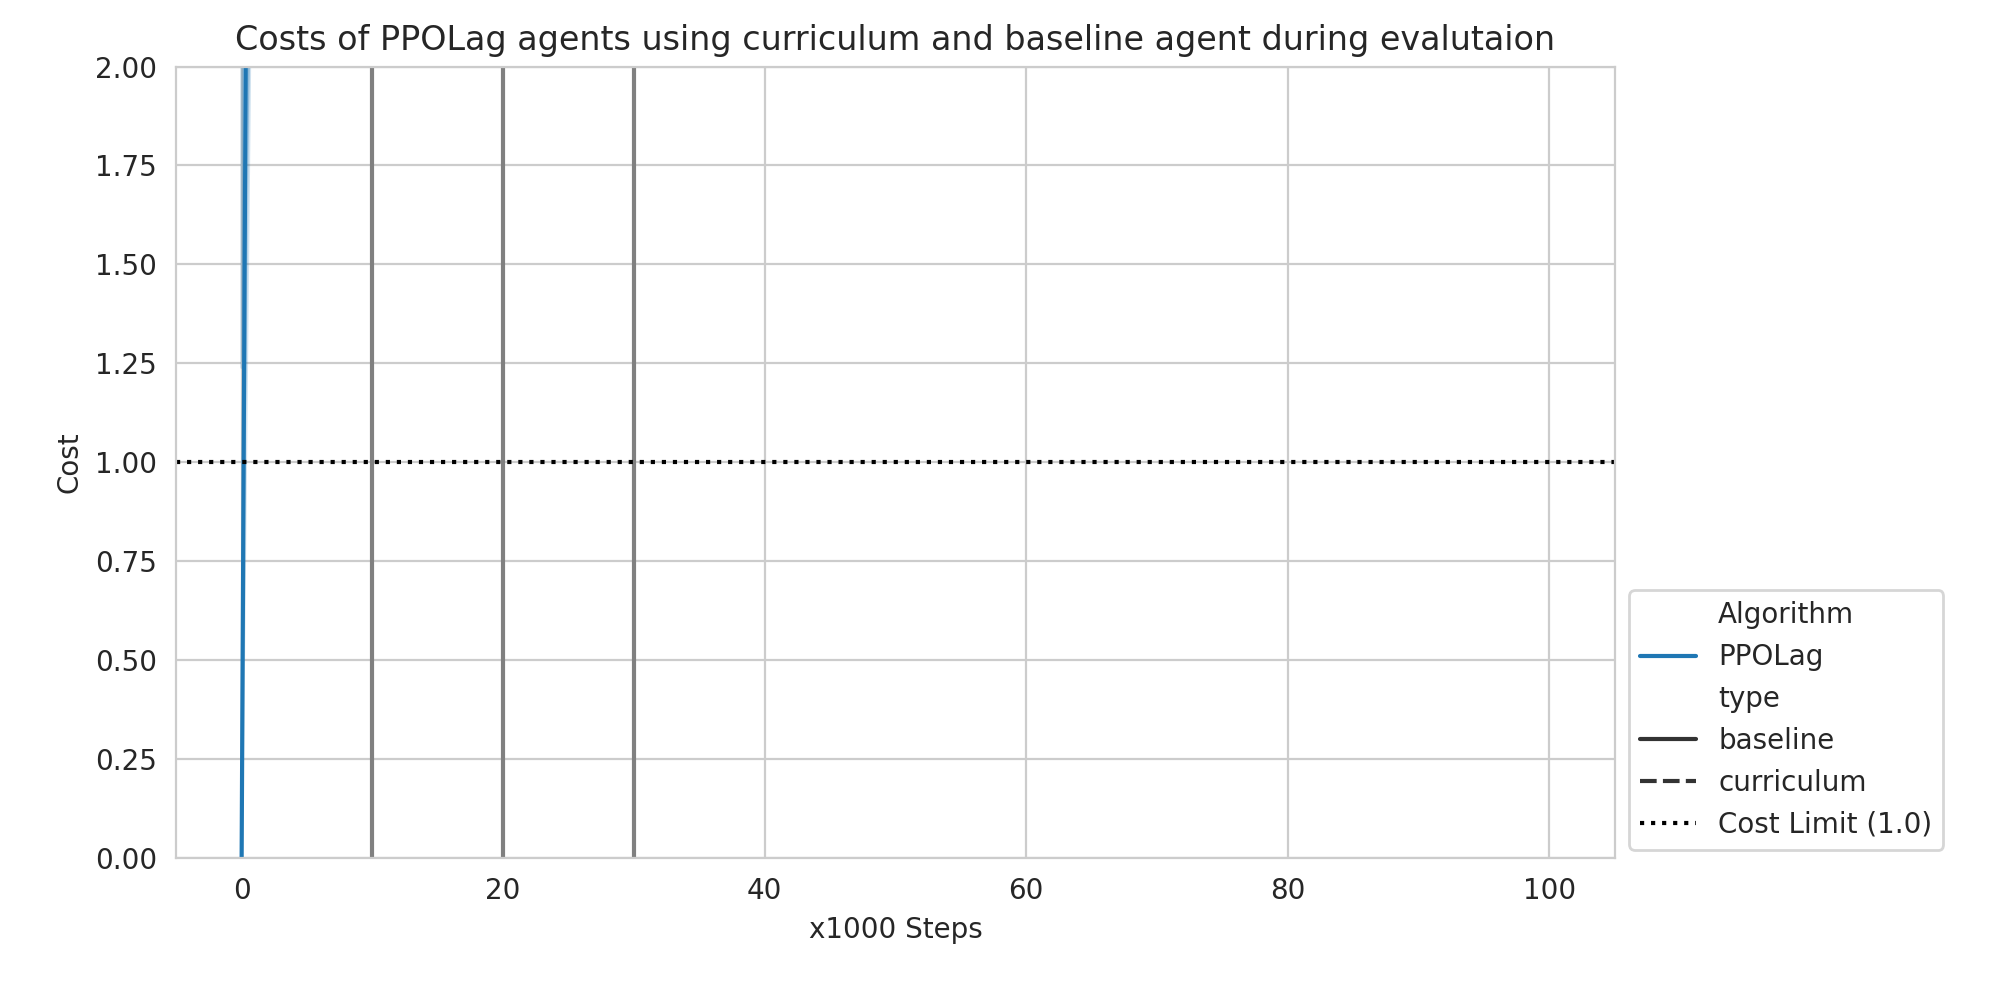 Costs of PPOLag agents using curriculum and baseline agent during evalutaion
2.00
1.75
1.50
1.25
1.00
0.75
0.50
0.25
0.00
Cost
0 20 40 60 80 100
x1000 Steps
Algorithm
PPOLag
type
baseline
curriculum
Cost Limit (1.0)